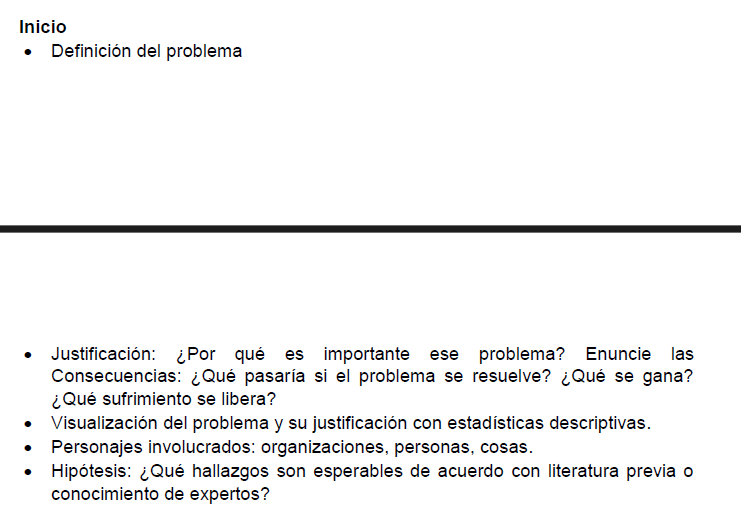 Inicio
• Definición del problema
• Justificación: ¿Por qué es importante ese problema? Enuncie las
Consecuencias: ¿Qué pasaría si el problema se resuelve? ¿Qué se gana?
¿Qué sufrimiento se libera?
• Visualización del problema y su justificación con estadísticas descriptivas.
• Personajes involucrados: organizaciones, personas, cosas.
• Hipótesis: ¿Qué hallazgos son esperables de acuerdo con literatura previa o
conocimiento de expertos?